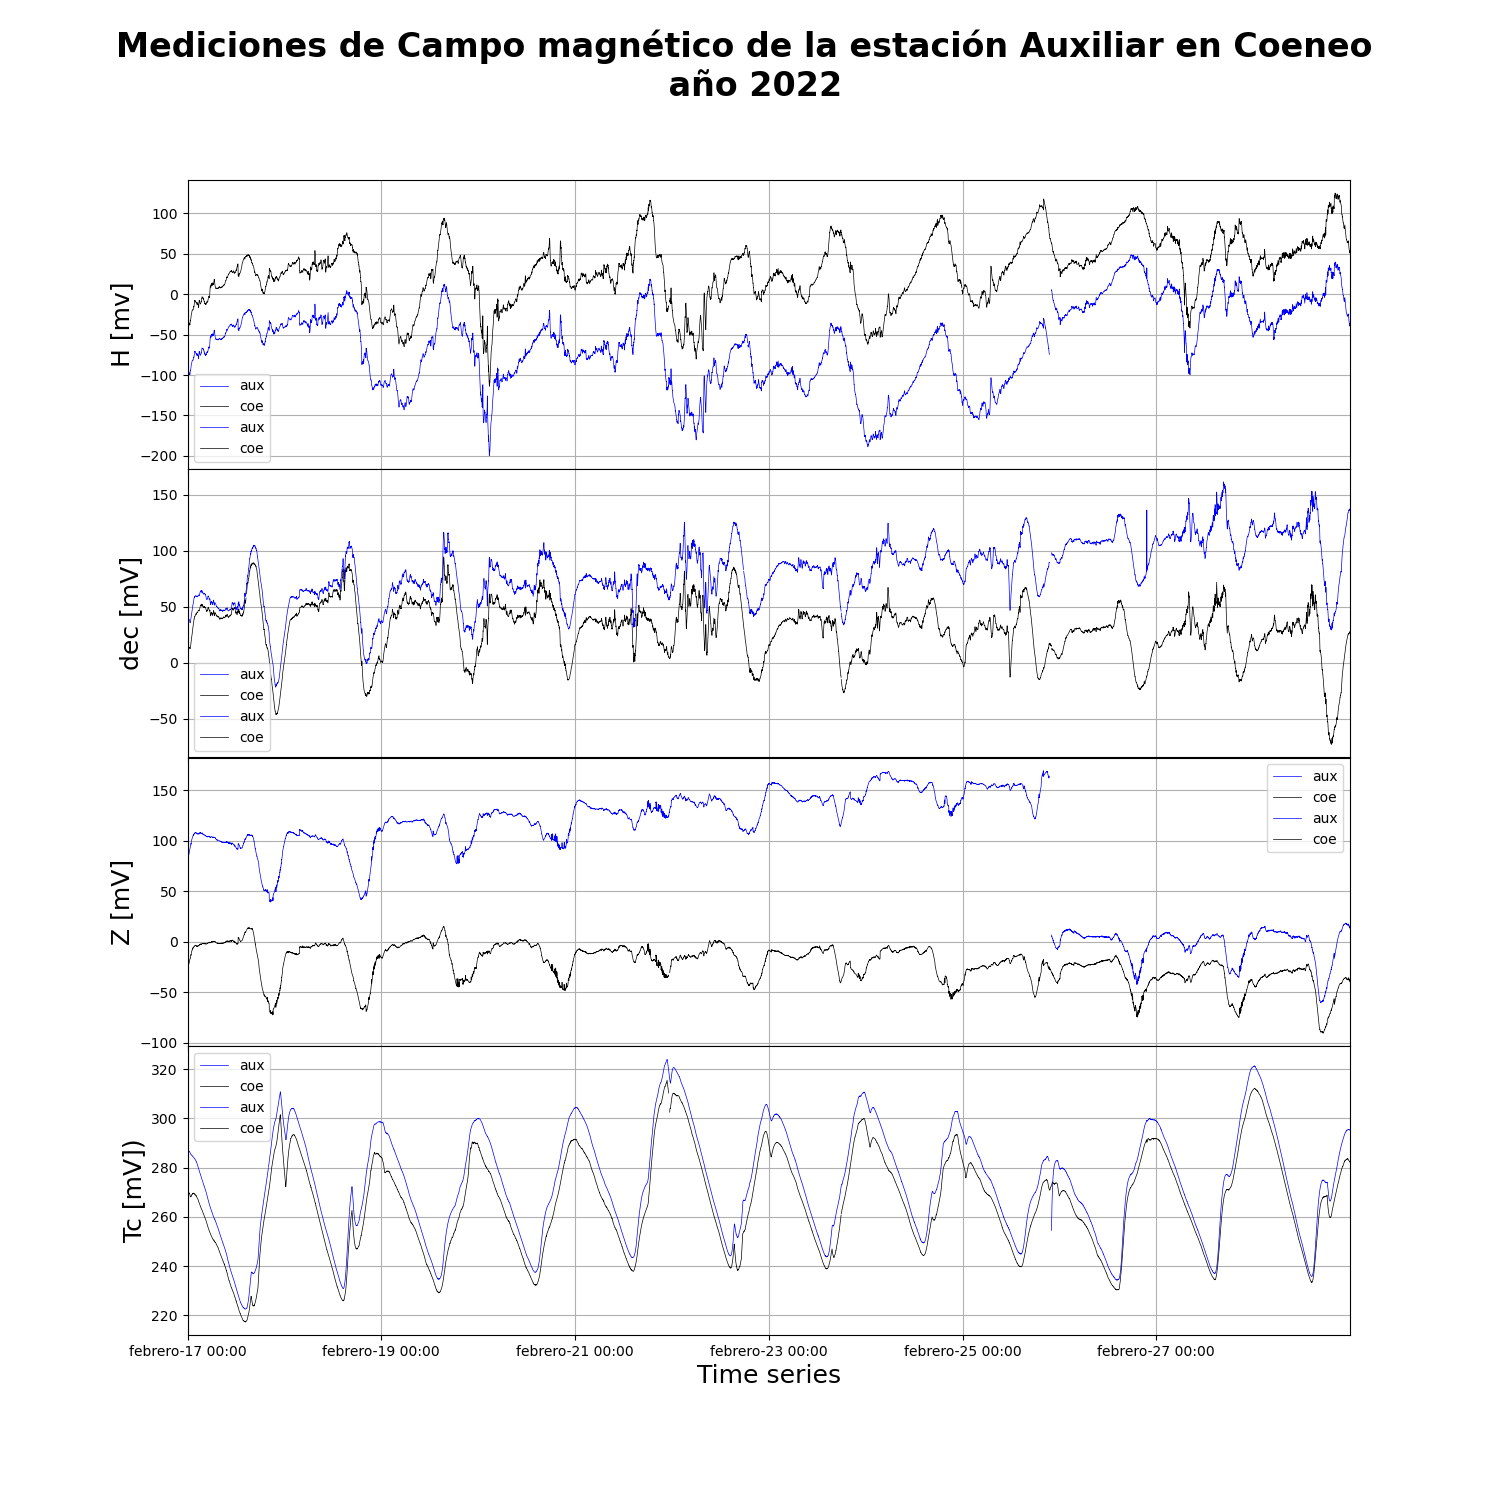 Mediciones de Campo magnético de la estación Auxiliar en Coeneo
año 2022
H [mv]
100
50
0
−50
−100
−150
−200
aux
coe
aux
coe
dec [mV]
150
100
50
0
−50
aux
coe
aux
coe
Z [mV]
150
100
50
0
−50
−100
aux
coe
aux
coe
Tc [mV])
320
300
280
260
240
220
aux
coe
aux
coe
febrero-17 00:00 febrero-19 00:00 febrero-21 00:00 febrero-23 00:00 febrero-25 00:00 febrero-27 00:00
Time series